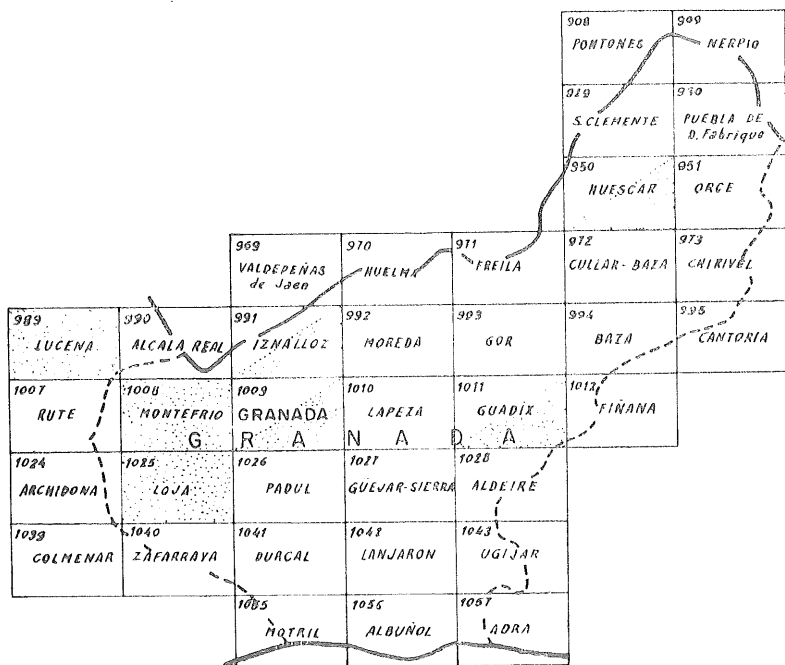 908
909
PONTONES
NERPIO
929
930
S.CLEMENTE
PUEBLA DE
D. Fabrique
950
951
HUESCAR
ORCE
969
970
971
972
973
VALDEPEÑAS
de Jaen
HUELMA
FREILA
CULLAR-BAZA
CHIRIVEL
989
990
991
992
993
994
995
LUCENA
ALCALA REAL
IZNALLOZ
MOREDA
GOR
BAZA
CANTORIA
1007
1008
1009
1010
1011
1012
RUTE
MONTEFRIO
GRANADA
LAPEZA
GUADIX
FIÑANA
GRANADA
1024
1025
1026
1027
1028
ARCHIDONA
LOJA
PADUL
GÜEJAR-SIERRA
ALDEIRE
1039
1040
1041
1042
1043
COLMENAR
ZAFARRAYA
DURCAL
LANJARON
UGIJAR
1055
1056
1057
MOTRIL
ALBUÑOL
ADRA